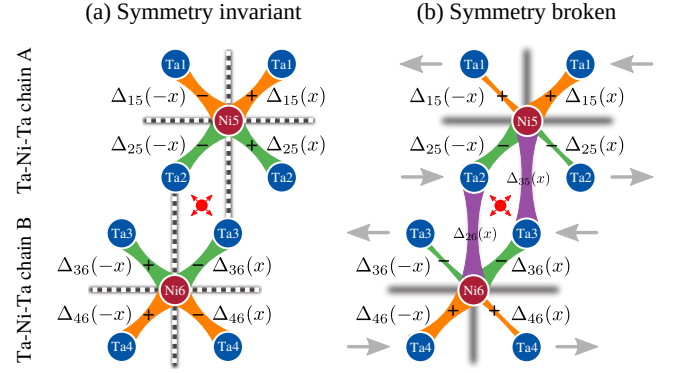 (a) Symmetry invariant
(b) Symmetry broken
Ta-Ni-Ta chain A
Ta-Ni-Ta chain B
Ta1
Ta1
Δ₁₅(−x) − + Δ₁₅(x)
Ni5
Δ₂₅(−x) − + Δ₂₅(x)
Ta2
Ta2
Ta3
Ta3
Δ₃₆(−x) + − Δ₃₆(x)
Ni6
Δ₄₆(−x) + − Δ₄₆(x)
Ta4
Ta4
Ta1
Ta1
Δ₁₅(−x) + + Δ₁₅(x)
Ni5
Δ₂₅(−x) − − Δ₂₅(x)
Ta2
Δ₃₅(x)
Ta2
Ta3
Δ₂₆(x)
Ta3
Δ₃₆(−x) − − Δ₃₆(x)
Ni6
Δ₄₆(−x) + + Δ₄₆(x)
Ta4
Ta4